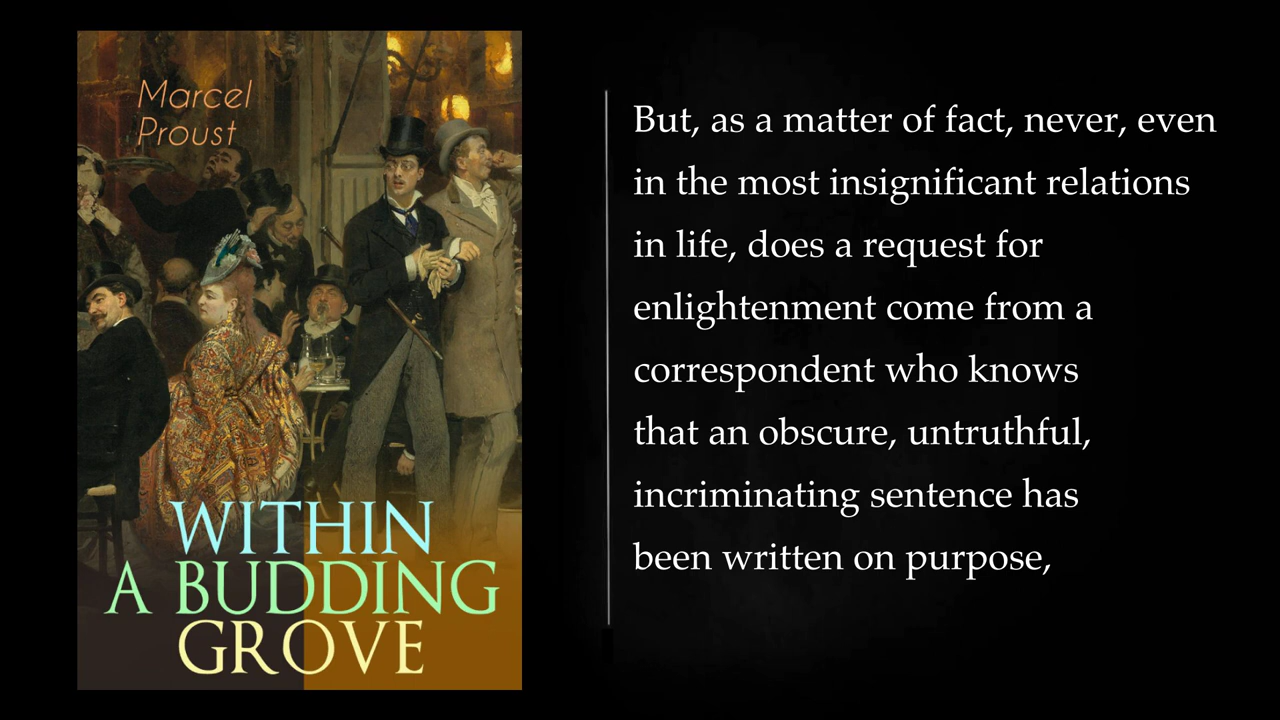 Marcel
Proust
WITHIN
A BUDDING
GROVE
But, as a matter of fact, never, even
in the most insignificant relations
in life, does a request for
enlightenment come from a
correspondent who knows
that an obscure, untruthful,
incriminating sentence has
been written on purpose,